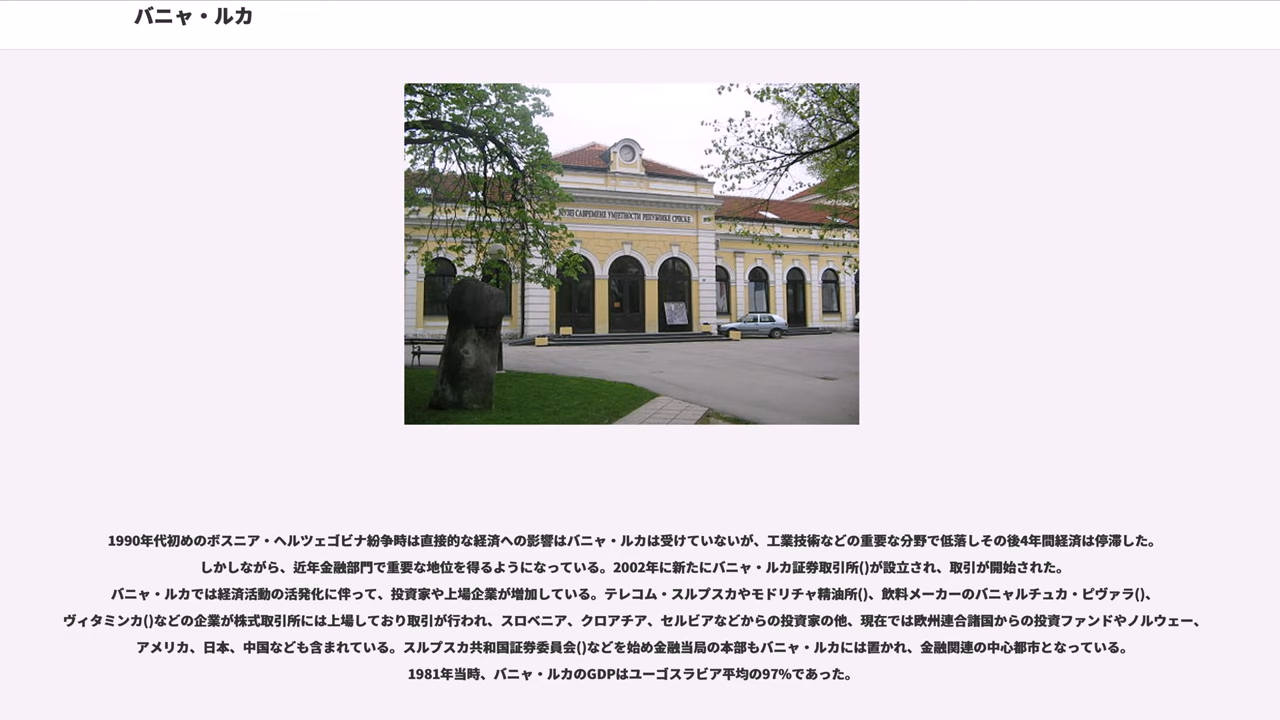 バニャ・ルカ
МУЗЕЈ САВРЕМЕНЕ УМЈЕТНОСТИ РЕПУБЛИКЕ СРПСКЕ
1990年代初めのボスニア・ヘルツェゴビナ紛争時は直接的な経済への影響はバニャ・ルカは受けていないが、工業技術などの重要な分野で低落しその後4年間経済は停滞した。
しかしながら、近年金融部門で重要な地位を得るようになっている。2002年に新たにバニャ・ルカ証券取引所()が設立され、取引が開始された。
バニャ・ルカでは経済活動の活発化に伴って、投資家や上場企業が増加している。テレコム・スルプスカやモドリチャ精油所()、飲料メーカーのバニャルチュカ・ピヴァラ()、
ヴィタミンカ()などの企業が株式取引所には上場しており取引が行われ、スロベニア、クロアチア、セルビアなどからの投資家の他、現在では欧州連合諸国からの投資ファンドやノルウェー、
アメリカ、日本、中国なども含まれている。スルプスカ共和国証券委員会()などを始め金融当局の本部もバニャ・ルカには置かれ、金融関連の中心都市となっている。
1981年当時、バニャ・ルカのGDPはユーゴスラビア平均の97%であった。